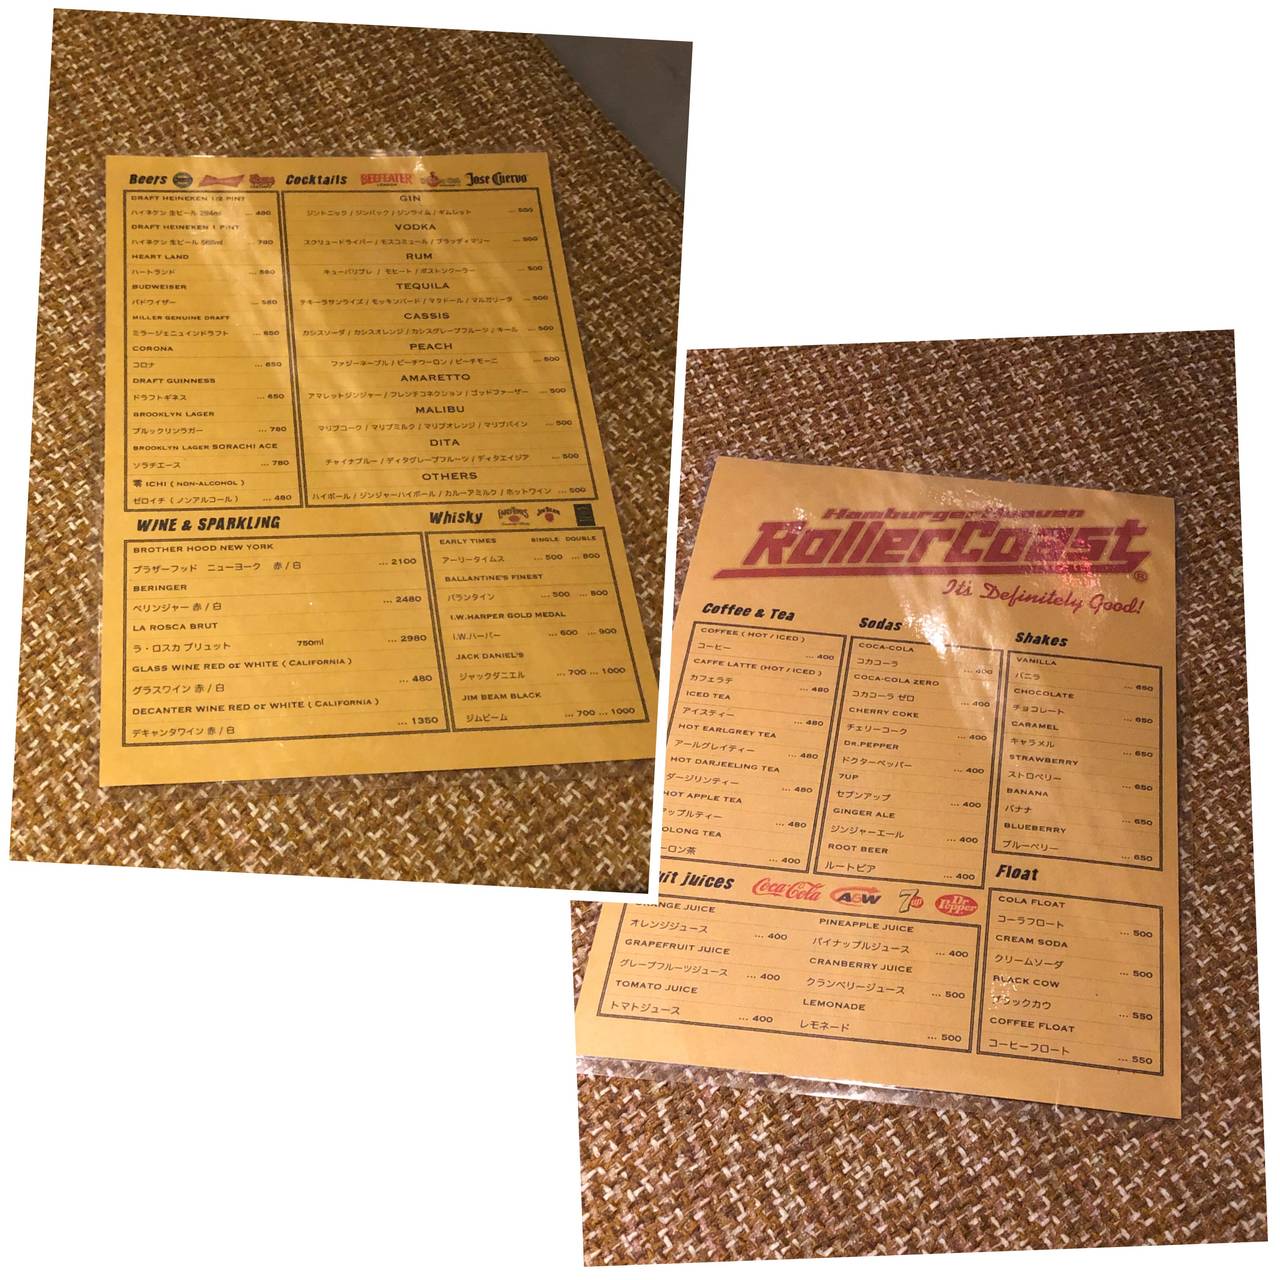 Beers
DRAFT HEINEKEN 1/2 PINT
ハイネケン 生ビール 284ml ... 480
DRAFT HEINEKEN 1 PINT
ハイネケン 生ビール 568ml ... 780
HEART LAND
ハートランド ... 580
BUDWEISER
バドワイザー ... 580
MILLER GENUINE DRAFT
ミラージェニュインドラフト ... 650
CORONA
コロナ ... 650
DRAFT GUINNESS
ドラフトギネス ... 650
BROOKLYN LAGER
ブルックリンラガー ... 780
BROOKLYN LAGER SORACHI ACE
ソラチエース ... 780
零 ICHI ( NON-ALCOHOL )
ゼロイチ ( ノンアルコール ) ... 480
Cocktails BEEFEATER LONDON Jose Cuervo
GIN
ジントニック / ジンバック / ジンライム / ギムレット ... 500
VODKA
スクリュードライバー / モスコミュール / ブラッディマリー ... 500
RUM
キューバリブレ / モヒート / ボストンクーラー ... 500
TEQUILA
テキーラサンライズ / モッキンバード / マタドール / マルガリータ ... 500
CASSIS
カシスソーダ / カシスオレンジ / カシスグレープフルーツ / キール ... 500
PEACH
ファジーネーブル / ピーチウーロン / ピーチモーニ ... 500
AMARETTO
アマレットジンジャー / フレンチコネクション / ゴッドファーザー ... 500
MALIBU
マリブコーク / マリブミルク / マリブオレンジ / マリブパイン ... 500
DITA
チャイナブルー / ディタグレープフルーツ / ディタエイジア ... 500
OTHERS
ハイボール / ジンジャーハイボール / カルーアミルク / ホットワイン ... 500
WINE & SPARKLING
BROTHER HOOD NEW YORK
ブラザーフッド ニューヨーク 赤 / 白 ... 2100
BERINGER
ベリンジャー 赤 / 白 ... 2480
LA ROSCA BRUT
ラ・ロスカ ブリュット 750ml ... 2980
GLASS WINE RED or WHITE ( CALIFORNIA )
グラスワイン 赤 / 白 ... 480
DECANTER WINE RED or WHITE ( CALIFORNIA )
デキャンタワイン 赤 / 白 ... 1350
Whisky EARLY TIMES JIM BEAM
EARLY TIMES SINGLE DOUBLE
アーリータイムス ... 500 ... 800
BALLANTINE'S FINEST
バランタイン ... 500 ... 800
I.W.HARPER GOLD MEDAL
I.W.ハーパー ... 600 ... 900
JACK DANIEL'S
ジャックダニエル ... 700 ... 1000
JIM BEAM BLACK
ジムビーム ... 700 ... 1000
Hamburger Heaven
RollerCoast®
It's Definitely Good!
Coffee & Tea
COFFEE ( HOT / ICED )
コーヒー ... 400
CAFFE LATTE (HOT / ICED )
カフェラテ ... 480
ICED TEA
アイスティー ... 480
HOT EARLGREY TEA
アールグレイティー ... 480
HOT DARJEELING TEA
ダージリンティー ... 480
HOT APPLE TEA
アップルティー ... 480
OLONG TEA
ーロン茶 ... 400
Sodas
COCA-COLA
コカコーラ ... 400
COCA-COLA ZERO
コカコーラ ゼロ ... 400
CHERRY COKE
チェリーコーク ... 400
DR.PEPPER
ドクターペッパー ... 400
7UP
セブンアップ ... 400
GINGER ALE
ジンジャーエール ... 400
ROOT BEER
ルートビア ... 400
Shakes
VANILLA
バニラ ... 650
CHOCOLATE
チョコレート ... 650
CARAMEL
キャラメル ... 650
STRAWBERRY
ストロベリー ... 650
BANANA
バナナ ... 650
BLUEBERRY
ブルーベリー ... 650
uit Juices Coca-Cola A&W 7up Dr Pepper
ORANGE JUICE
オレンジジュース ... 400
GRAPEFRUIT JUICE
グレープフルーツジュース ... 400
TOMATO JUICE
トマトジュース ... 400
PINEAPPLE JUICE
パイナップルジュース ... 400
CRANBERRY JUICE
クランベリージュース ... 500
LEMONADE
レモネード ... 500
Float
COLA FLOAT
コーラフロート ... 500
CREAM SODA
クリームソーダ ... 500
BLACK COW
ブラックカウ ... 550
COFFEE FLOAT
コーヒーフロート ... 550